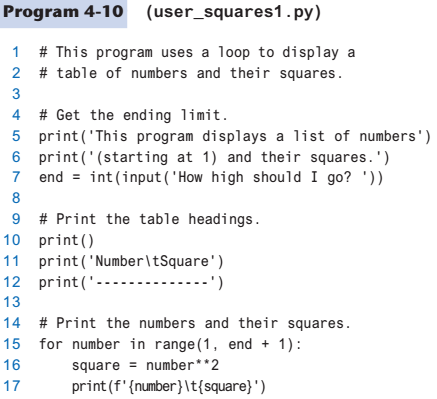 Program 4-10 (user_squares1.py)
1 # This program uses a loop to display a
2 # table of numbers and their squares.
3
4 # Get the ending limit.
5 print('This program displays a list of numbers')
6 print('(starting at 1) and their squares.')
7 end = int(input('How high should I go? '))
8
9 # Print the table headings.
10 print()
11 print('Number\tSquare')
12 print('--------------')
13
14 # Print the numbers and their squares.
15 for number in range(1, end + 1):
16     square = number**2
17     print(f'{number}\t{square}')